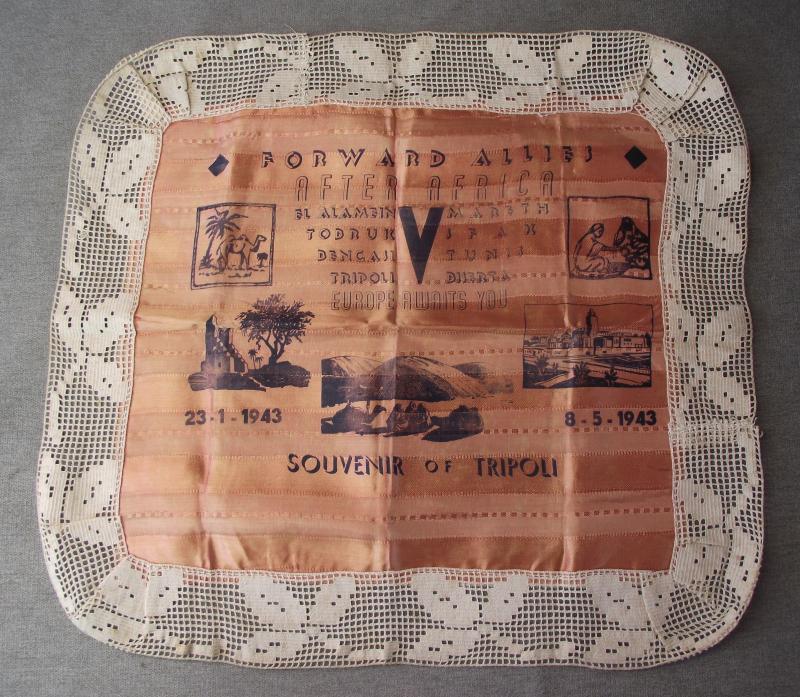 FORWARD ALLIES
AFTER AFRICA
EL ALAMEIN V MARETH
TOBRUK SFAX
BENGASI TUNIS
TRIPOLI BISERTA
EUROPE AWAITS YOU
23-1-1943 8-5-1943
SOUVENIR OF TRIPOLI